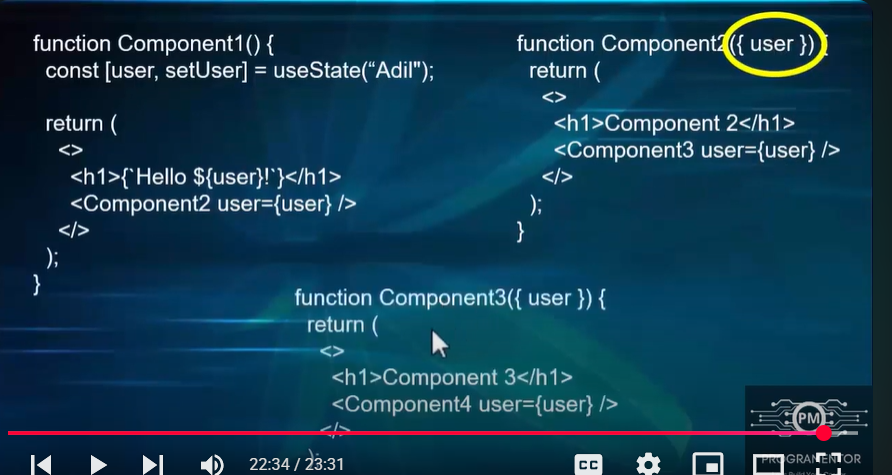 function Component1() {
const [user, setUser] = useState(“Adil");
return (
<>
<h1>{`Hello ${user}!`}</h1>
<Component2 user={user} />
</>
);
}
function Component2({ user }) {
return (
<>
<h1>Component 2</h1>
<Component3 user={user} />
</>
);
}
function Component3({ user }) {
return (
<>
<h1>Component 3</h1>
<Component4 user={user} />
</>
);
PM
22:34 / 23:31
CC